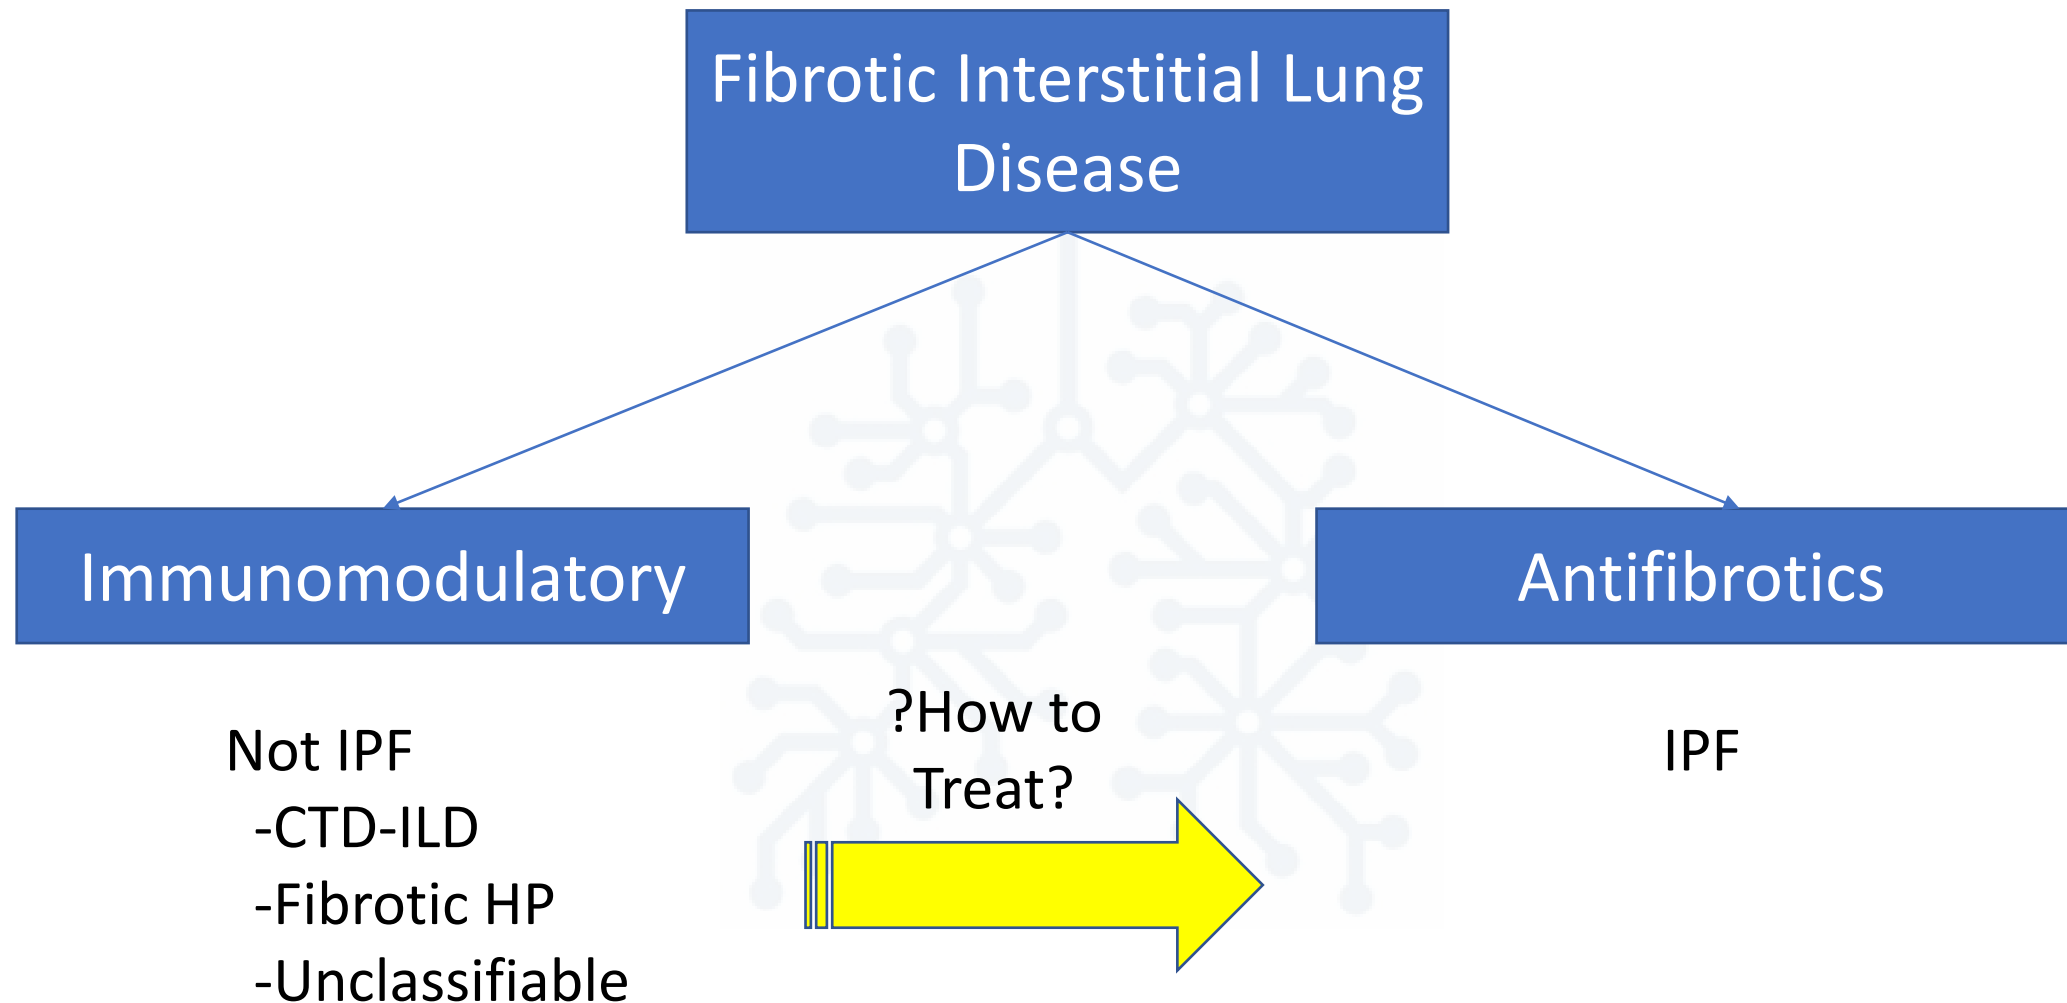 Fibrotic Interstitial Lung
Disease
Immunomodulatory
Antifibrotics
Not IPF
-CTD-ILD
-Fibrotic HP
-Unclassifiable
?How to
Treat?
IPF